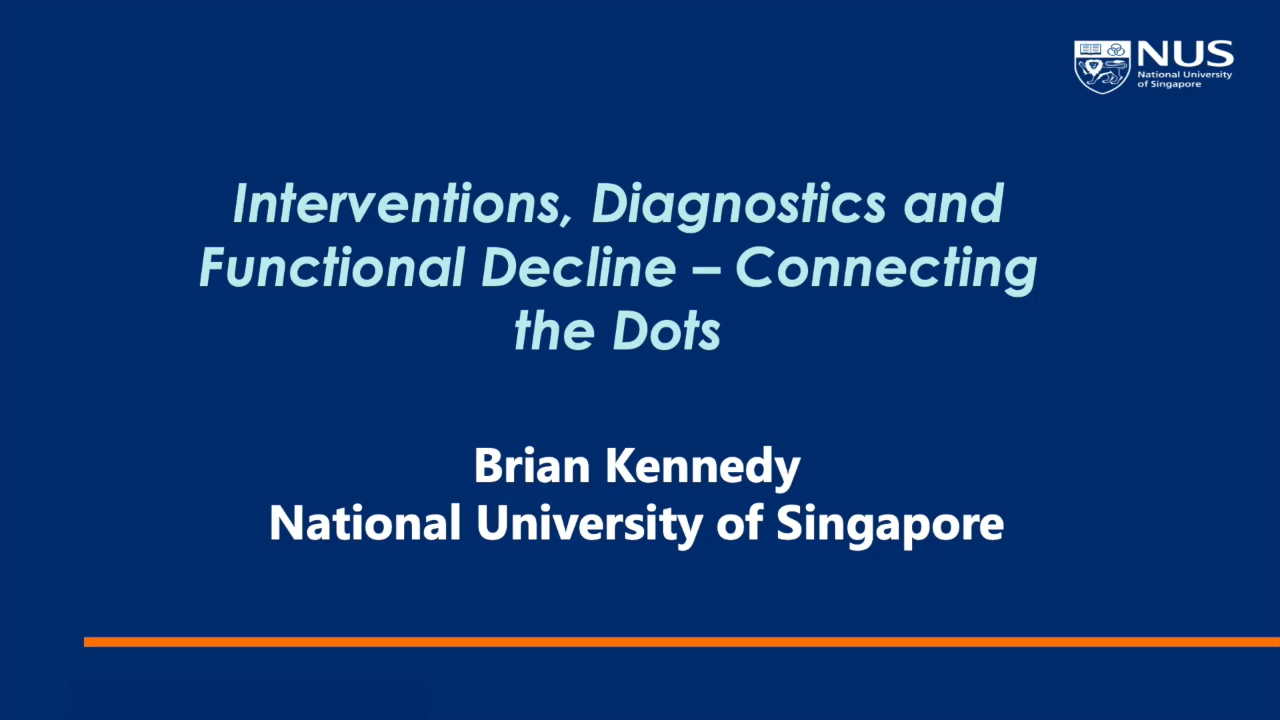 NUS
National University
of Singapore
Interventions, Diagnostics and
Functional Decline – Connecting
the Dots
Brian Kennedy
National University of Singapore